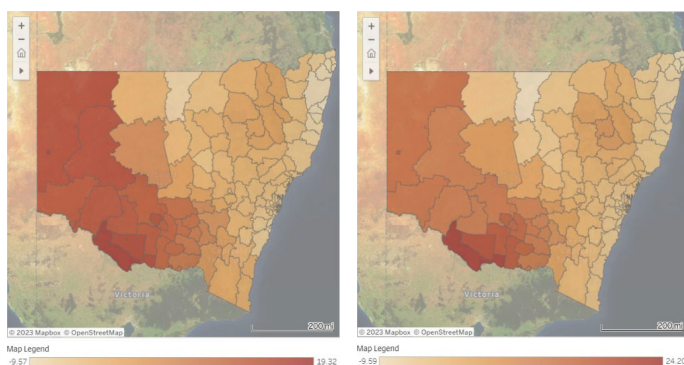 +
−
Victoria
200 mi
© 2023 Mapbox © OpenStreetMap
Map Legend
-9.57 19.32
+
−
Victoria
200 mi
© 2023 Mapbox © OpenStreetMap
Map Legend
-9.59 24.20